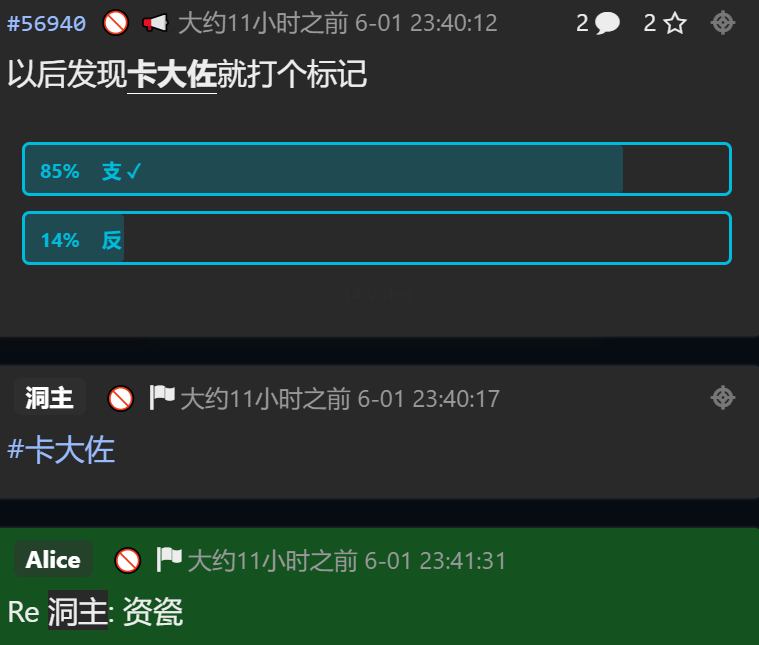 #56940 大约11小时之前 6-01 23:40:12 2 2
以后发现卡大佐就打个标记
85% 支 ✓
14% 反
洞主 大约11小时之前 6-01 23:40:17
#卡大佐
Alice 大约11小时之前 6-01 23:41:31
Re 洞主: 资瓷